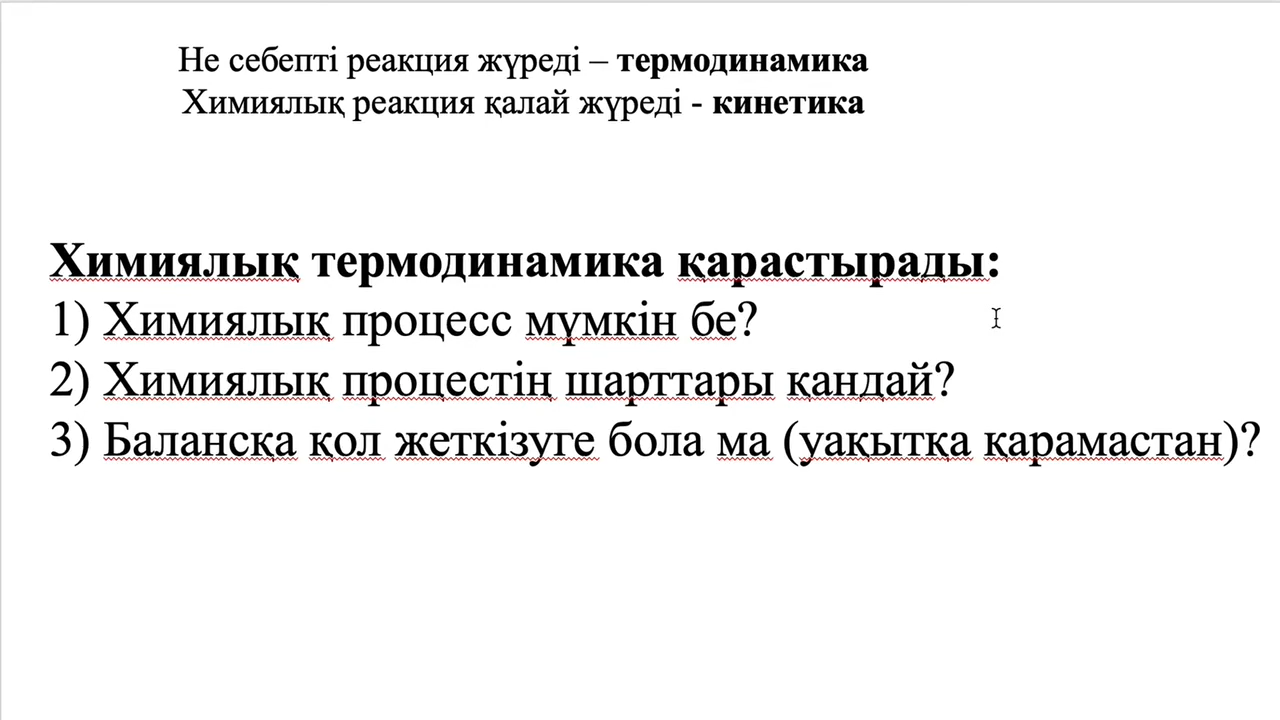 Не себепті реакция жүреді – термодинамика
Химиялық реакция қалай жүреді - кинетика
Химиялық термодинамика қарастырады:
1) Химиялық процесс мүмкін бе?
2) Химиялық процестің шарттары қандай?
3) Балансқа қол жеткізуге бола ма (уақытқа қарамастан)?